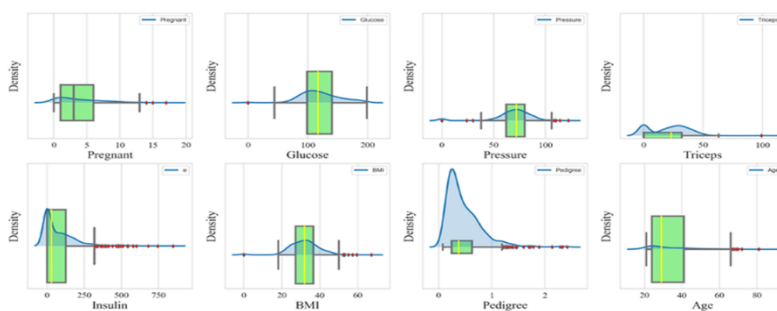 Pregnant Glucose Pressure Triceps
Density Density Density Density
0 5 10 15 20 0 100 200 0 50 100 0 50 100
Pregnant Glucose Pressure Triceps
e BMI Pedigree Age
Density Density Density Density
0 250 500 750 0 20 40 60 0 1 2 20 40 60 80
Insulin BMI Pedigree Age